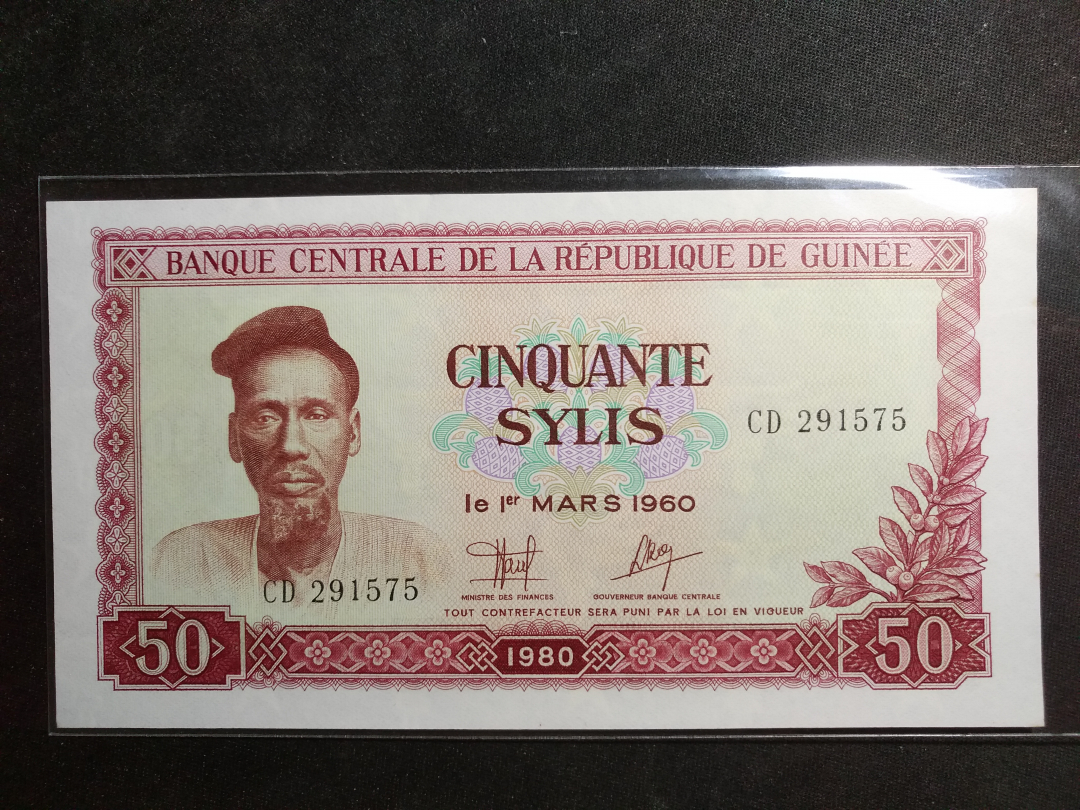 BANQUE CENTRALE DE LA RÉPUBLIQUE DE GUINÉE
CINQUANTE
SYLIS
CD 291575
le 1er MARS 1960
CD 291575
MINISTRE DES FINANCES GOUVERNEUR BANQUE CENTRALE
TOUT CONTREFACTEUR SERA PUNI PAR LA LOI EN VIGUEUR
50 1980 50